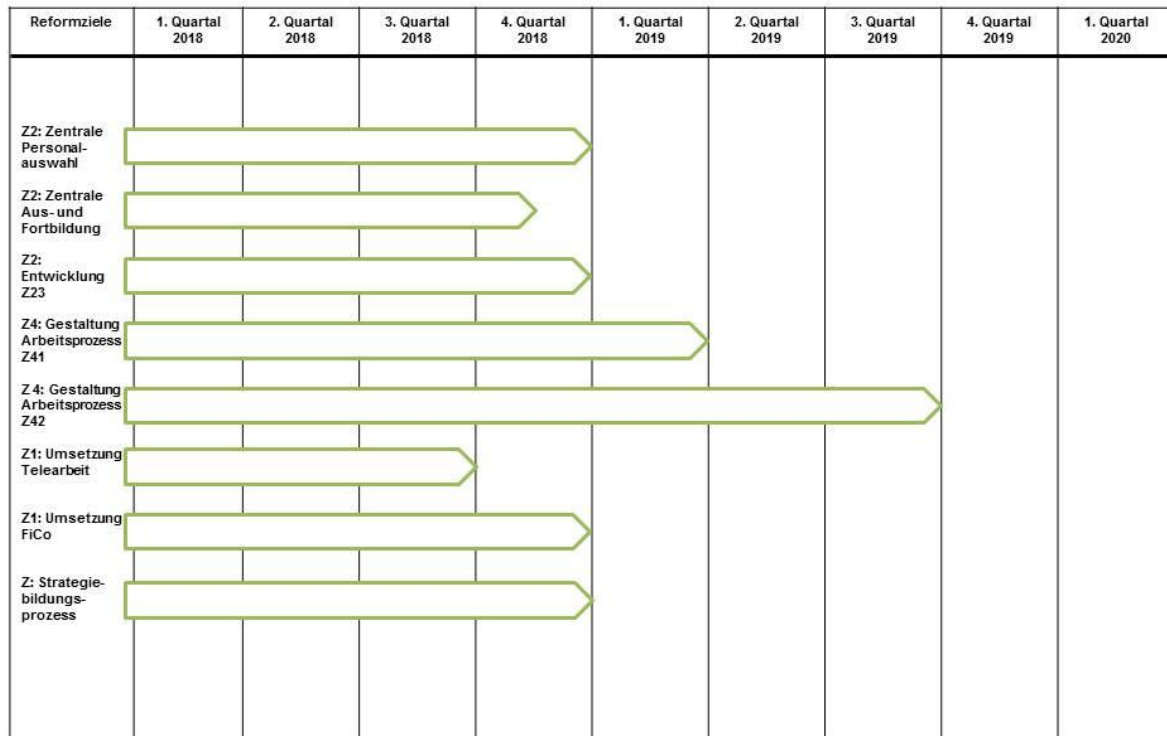 Reformziele
1. Quartal
2018
2. Quartal
2018
3. Quartal
2018
4. Quartal
2018
1. Quartal
2019
2. Quartal
2019
3. Quartal
2019
4. Quartal
2019
1. Quartal
2020
Z2: Zentrale
Personal-
auswahl
Z2: Zentrale
Aus- und
Fortbildung
Z2:
Entwicklung
Z23
Z4: Gestaltung
Arbeitsprozess
Z41
Z4: Gestaltung
Arbeitsprozess
Z42
Z1: Umsetzung
Telearbeit
Z1: Umsetzung
FiCo
Z: Strategie-
bildungs-
prozess